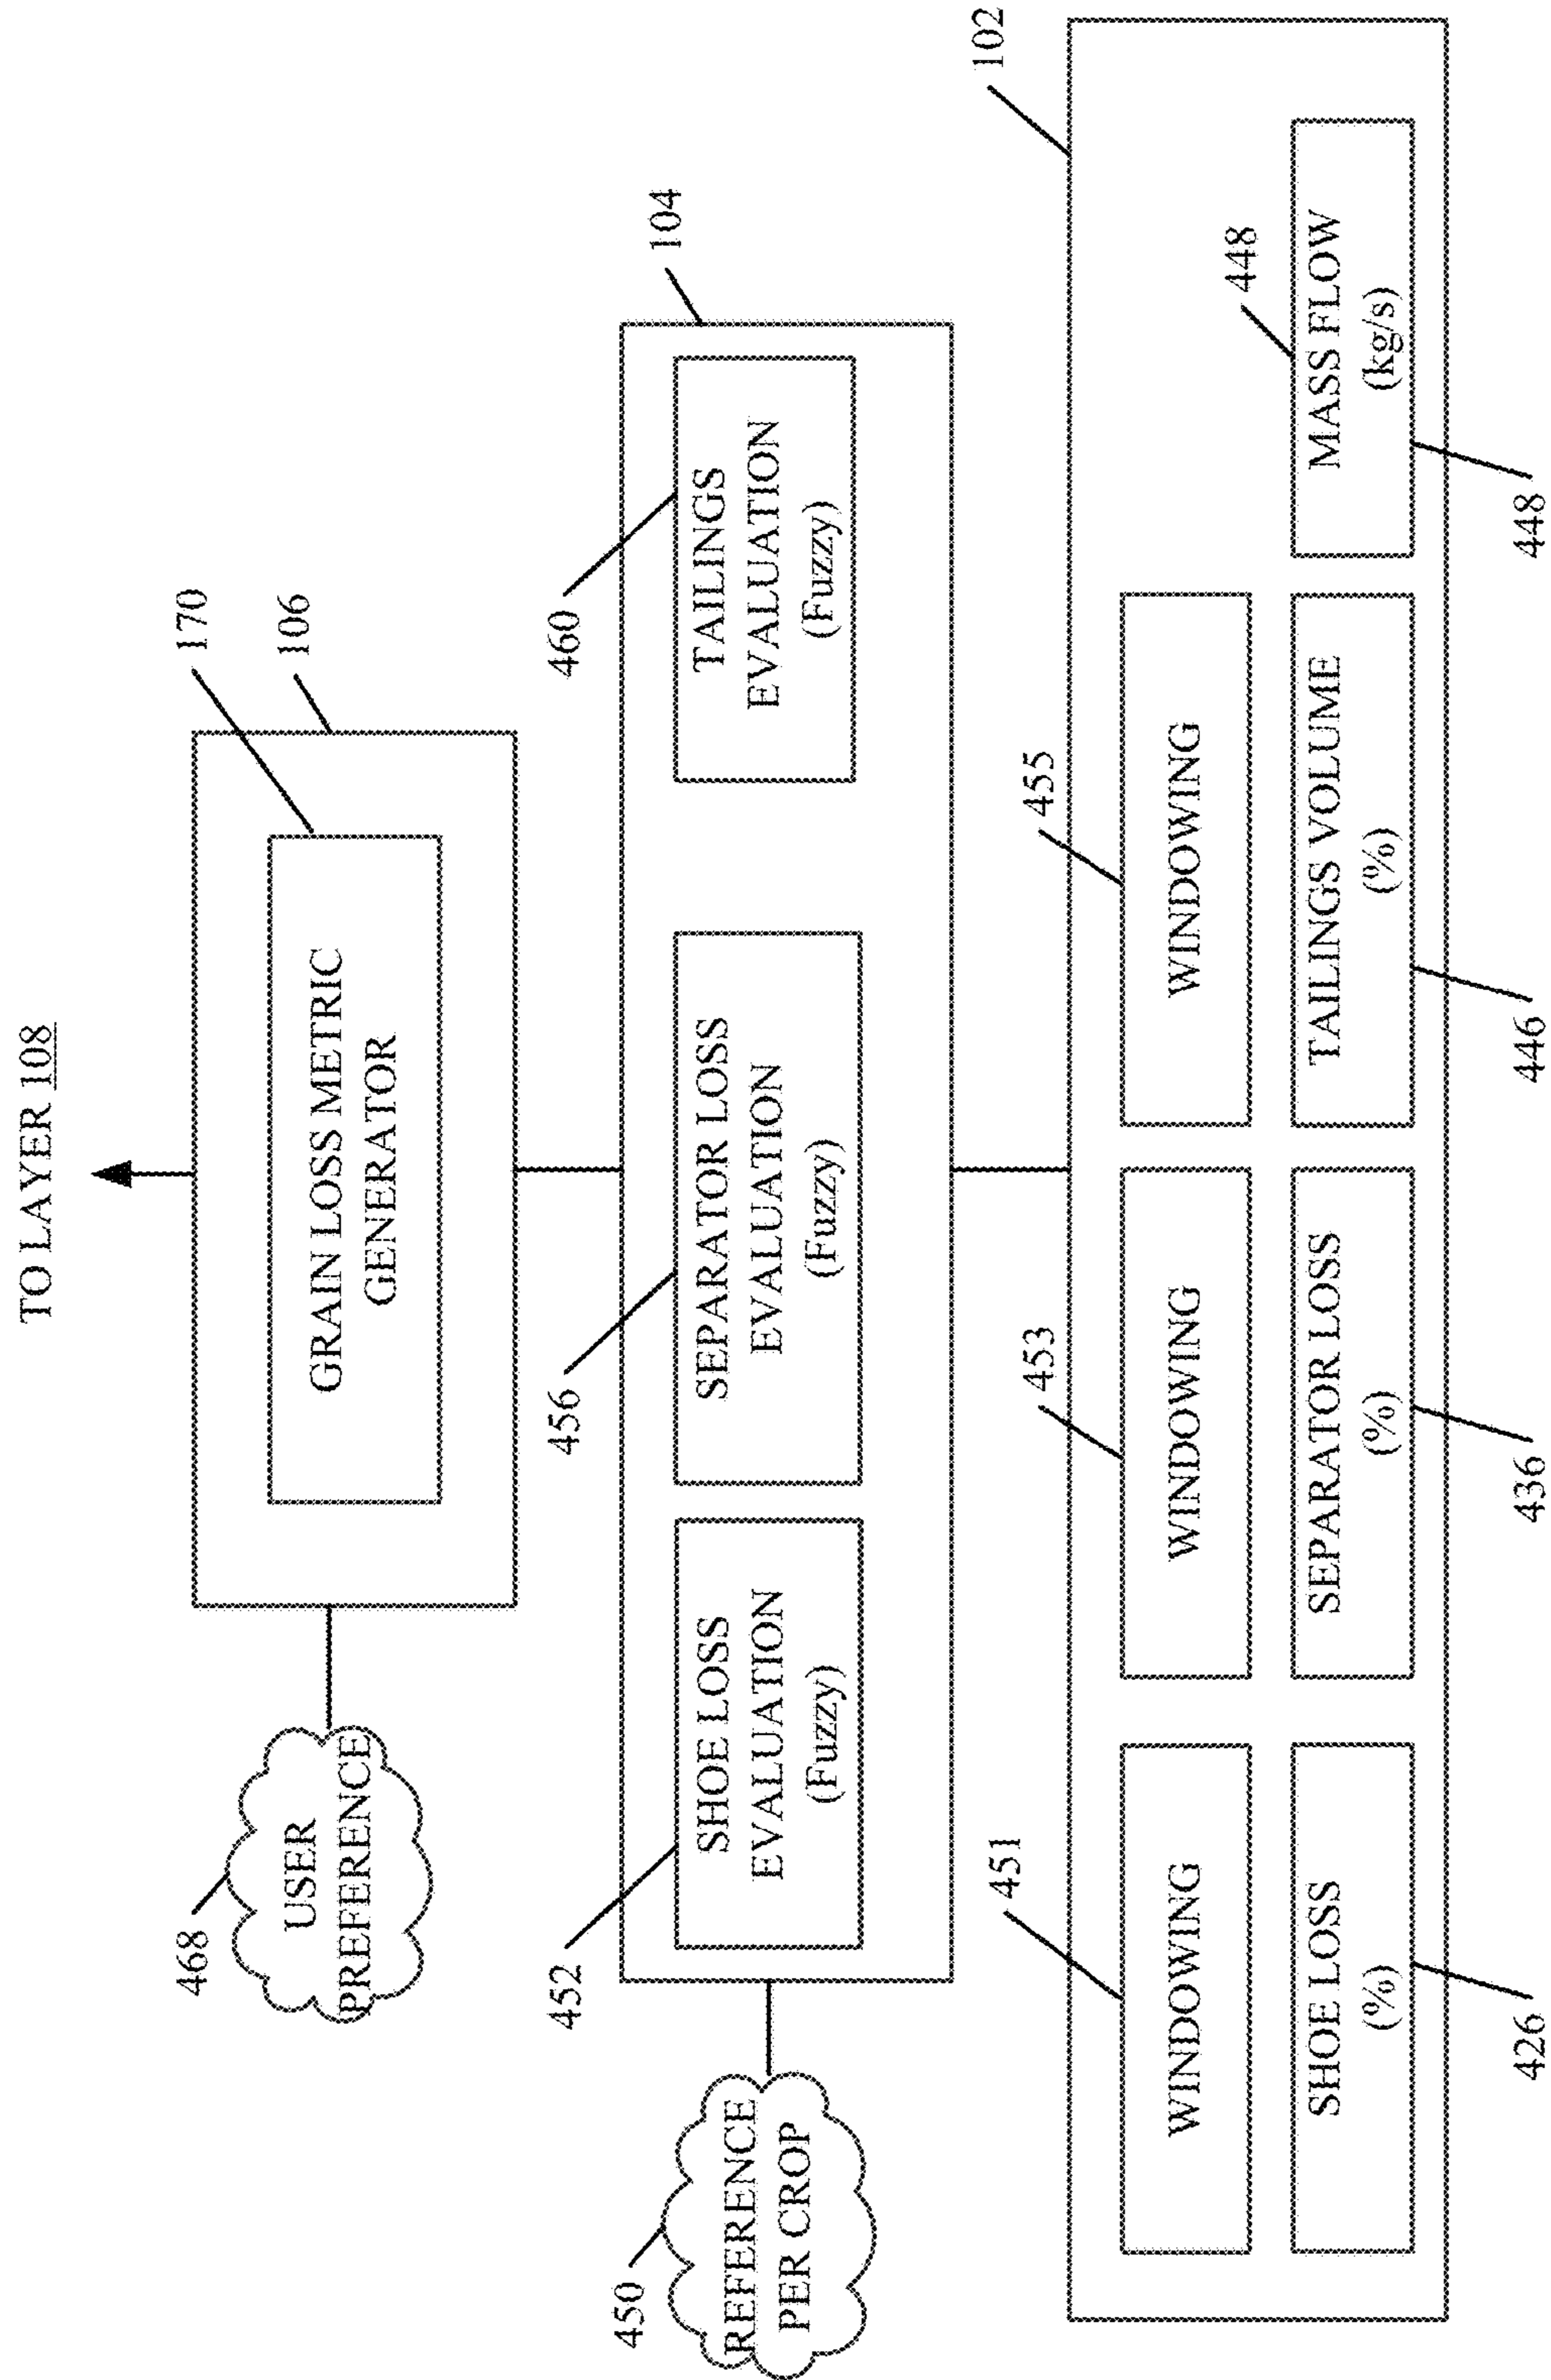 TO LAYER 108
170
106
GRAIN LOSS METRIC
GENERATOR
468
USER
PREFERENCE
104
452
SHOE LOSS
EVALUATION
(Fuzzy)
456
SEPARATOR LOSS
EVALUATION
(Fuzzy)
460
TAILINGS
EVALUATION
(Fuzzy)
450
REFERENCE
PER CROP
102
451
WINDOWING
453
WINDOWING
455
WINDOWING
448
SHOE LOSS
(%)
SEPARATOR LOSS
(%)
TAILINGS VOLUME
(%)
MASS FLOW
(kg/s)
426
436
446
448